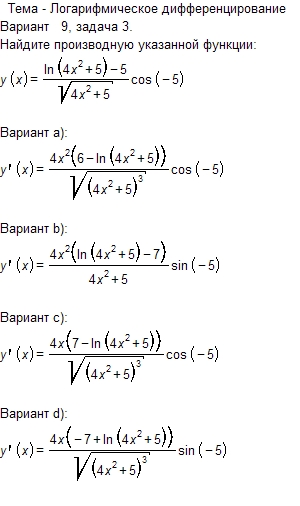 Тема - Логарифмическое дифференцирование
Вариант 9, задача 3.
Найдите производную указанной функции:
y(x) = (ln(4x²+5)−5)/√(4x²+5) cos(−5)
Вариант a):
y'(x) = 4x²(6−ln(4x²+5))/√((4x²+5)³) cos(−5)
Вариант b):
y'(x) = 4x²(ln(4x²+5)−7)/(4x²+5) sin(−5)
Вариант c):
y'(x) = 4x(7−ln(4x²+5))/√((4x²+5)³) cos(−5)
Вариант d):
y'(x) = 4x(−7+ln(4x²+5))/√((4x²+5)³) sin(−5)